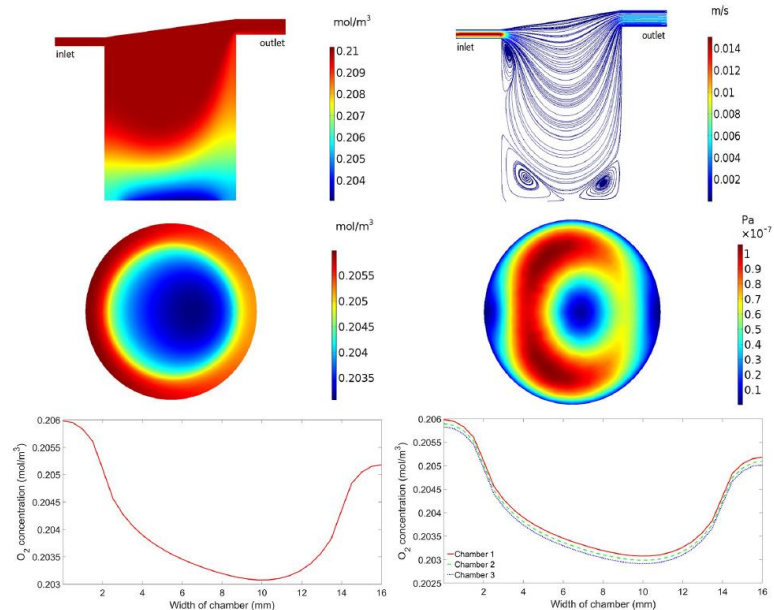 mol/m³
inlet
outlet
0.21
0.209
0.208
0.207
0.206
0.205
0.204
m/s
inlet
outlet
0.014
0.012
0.010
0.008
0.006
0.004
0.002
mol/m³
0.2055
0.205
0.2045
0.204
0.2035
Pa
×10⁻⁷
1
0.9
0.8
0.7
0.6
0.5
0.4
0.3
0.2
0.1
O₂ concentration (mol/m³)
0.206
0.2055
0.205
0.2045
0.204
0.2035
0.203
2 4 6 8 10 12 14 16
Width of chamber (mm)
O₂ concentration (mol/m³)
0.206
0.2055
0.205
0.2045
0.204
0.2035
0.203
0.2025
Chamber 1
Chamber 2
Chamber 3
2 4 6 8 10 12 14 16
Width of chamber (mm)